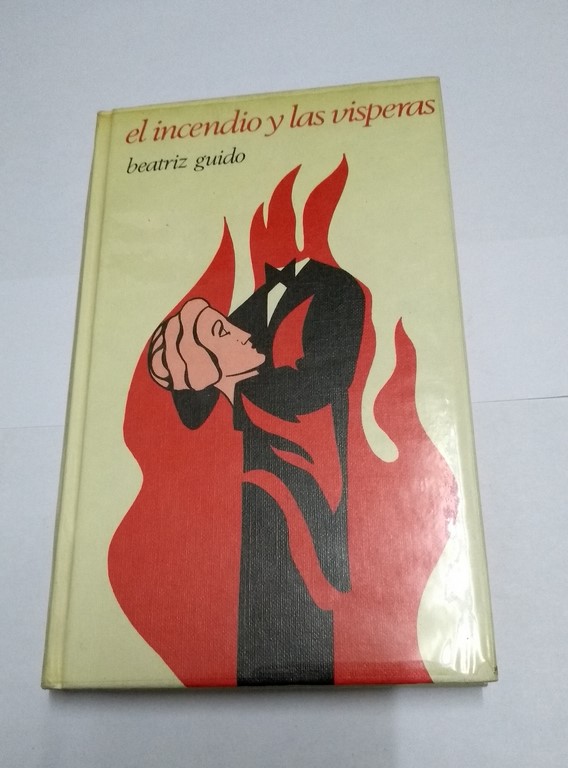 el incendio y las visperas
beatriz guido